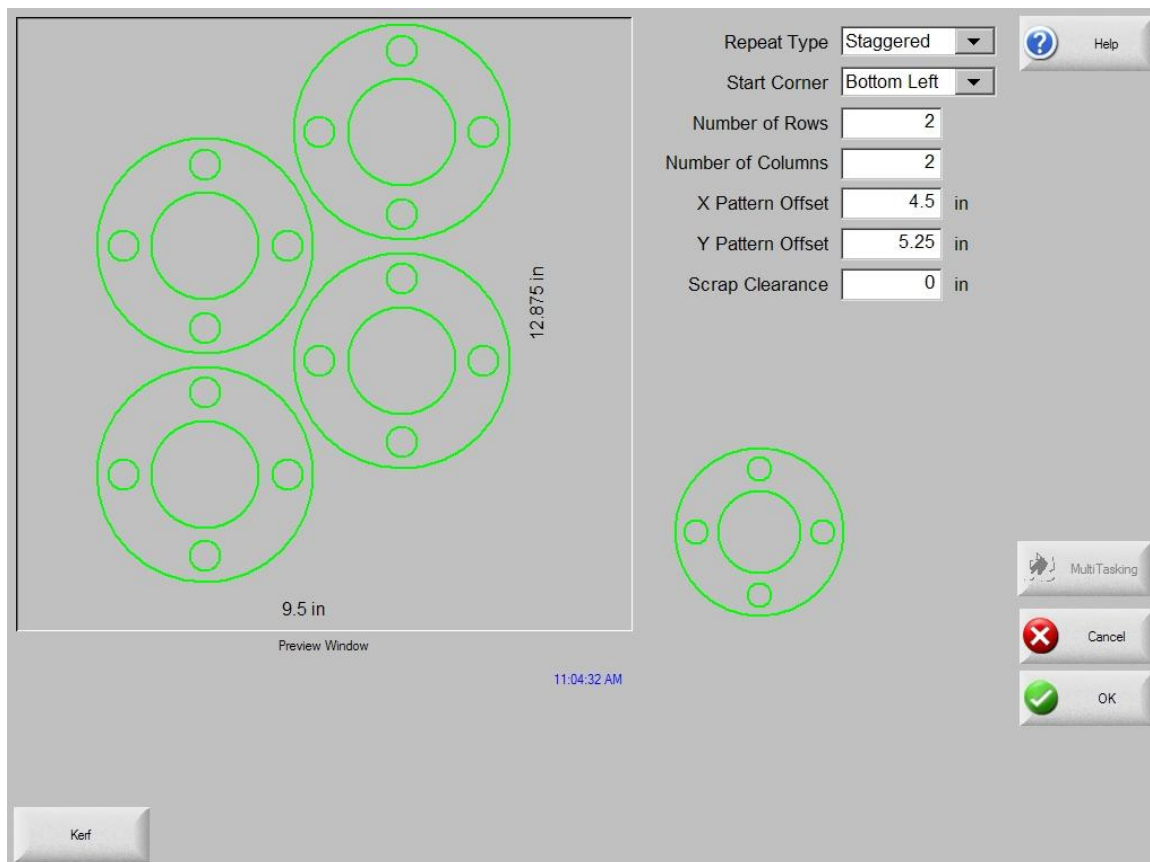 Repeat Type Staggered
Start Corner Bottom Left
Number of Rows 2
Number of Columns 2
X Pattern Offset 4.5 in
Y Pattern Offset 5.25 in
Scrap Clearance 0 in
Help
12.875 in
9.5 in
Preview Window
11:04:32 AM
MultiTasking
Cancel
OK
Kerf